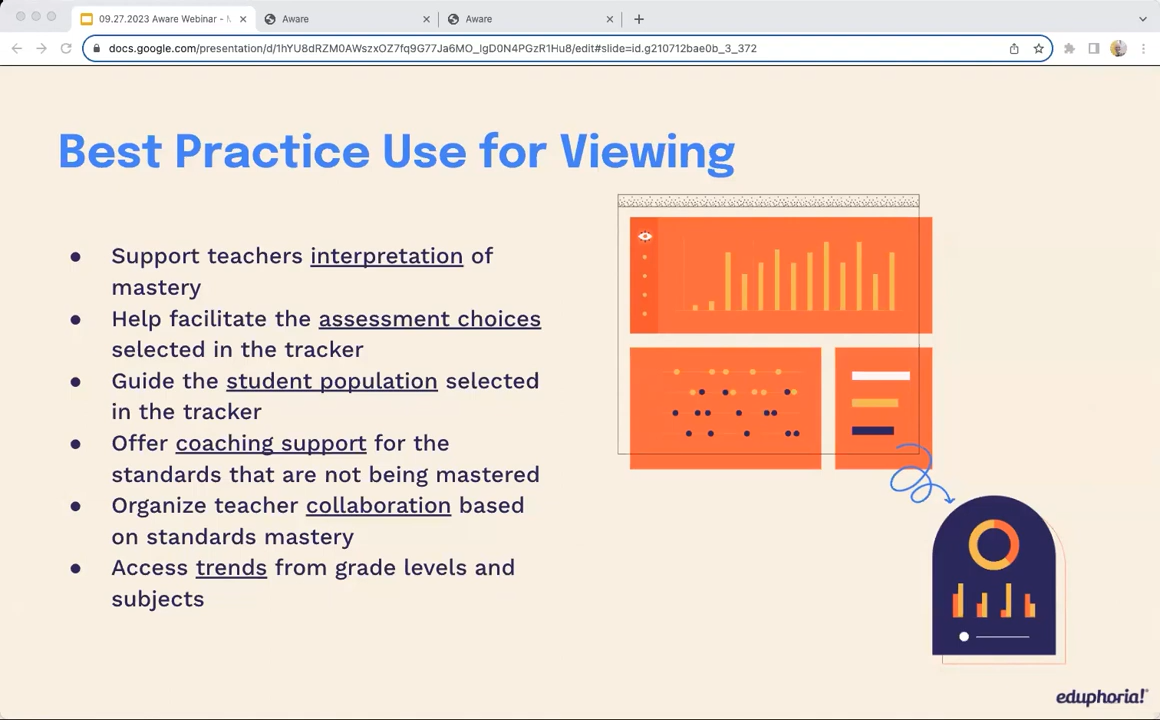 09.27.2023 Aware Webinar -
Aware
Aware
docs.google.com/presentation/d/1hYU8dRZM0AWszxOZ7fq9G77Ja6MO_IgD0N4PGzR1Hu8/edit#slide=id.g210712bae0b_3_372
Best Practice Use for Viewing
● Support teachers interpretation of
mastery
● Help facilitate the assessment choices
selected in the tracker
● Guide the student population selected
in the tracker
● Offer coaching support for the
standards that are not being mastered
● Organize teacher collaboration based
on standards mastery
● Access trends from grade levels and
subjects
eduphoria!